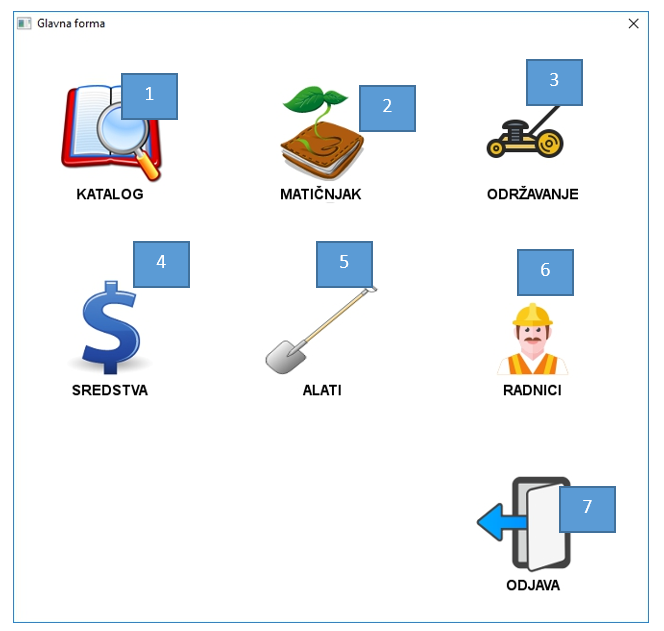 Glavna forma
1
2
3
KATALOG
MATIČNJAK
ODRŽAVANJE
4
5
6
SREDSTVA
ALATI
RADNICI
7
ODJAVA